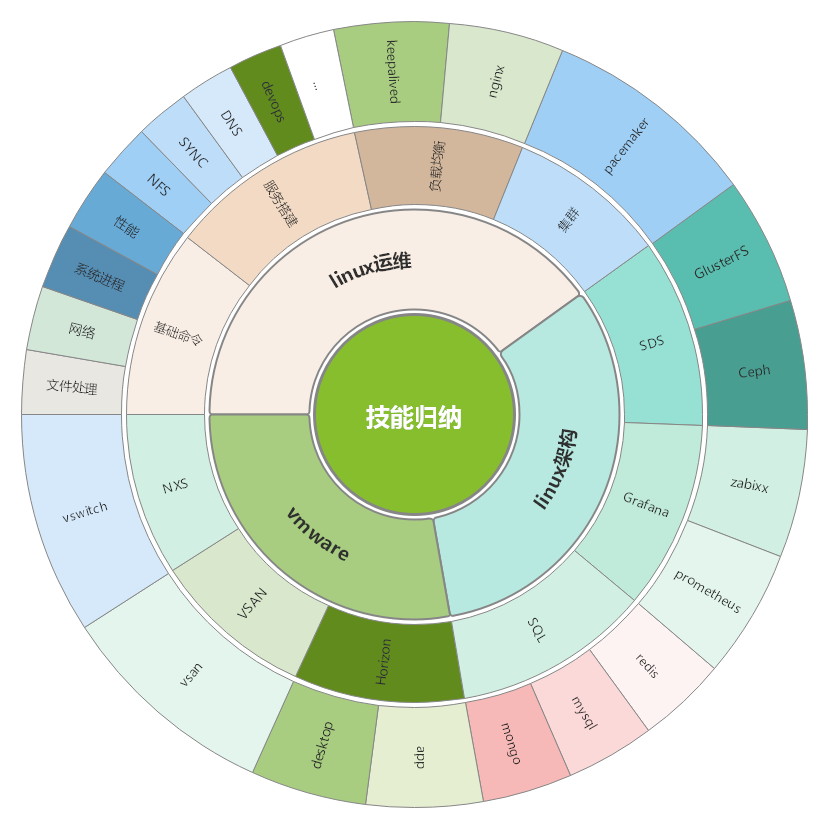 技能归纳
linux运维
linux架构
vmware
基础命令
服务搭建
负载均衡
集群
SDS
Grafana
SQL
Horizon
VSAN
NXS
文件处理
网络
系统进程
性能
NFS
SYNC
DNS
devops
...
keepalived
nginx
pacemaker
GlusterFS
Ceph
zabixx
prometheus
redis
mysql
mongo
app
desktop
vsan
vswitch